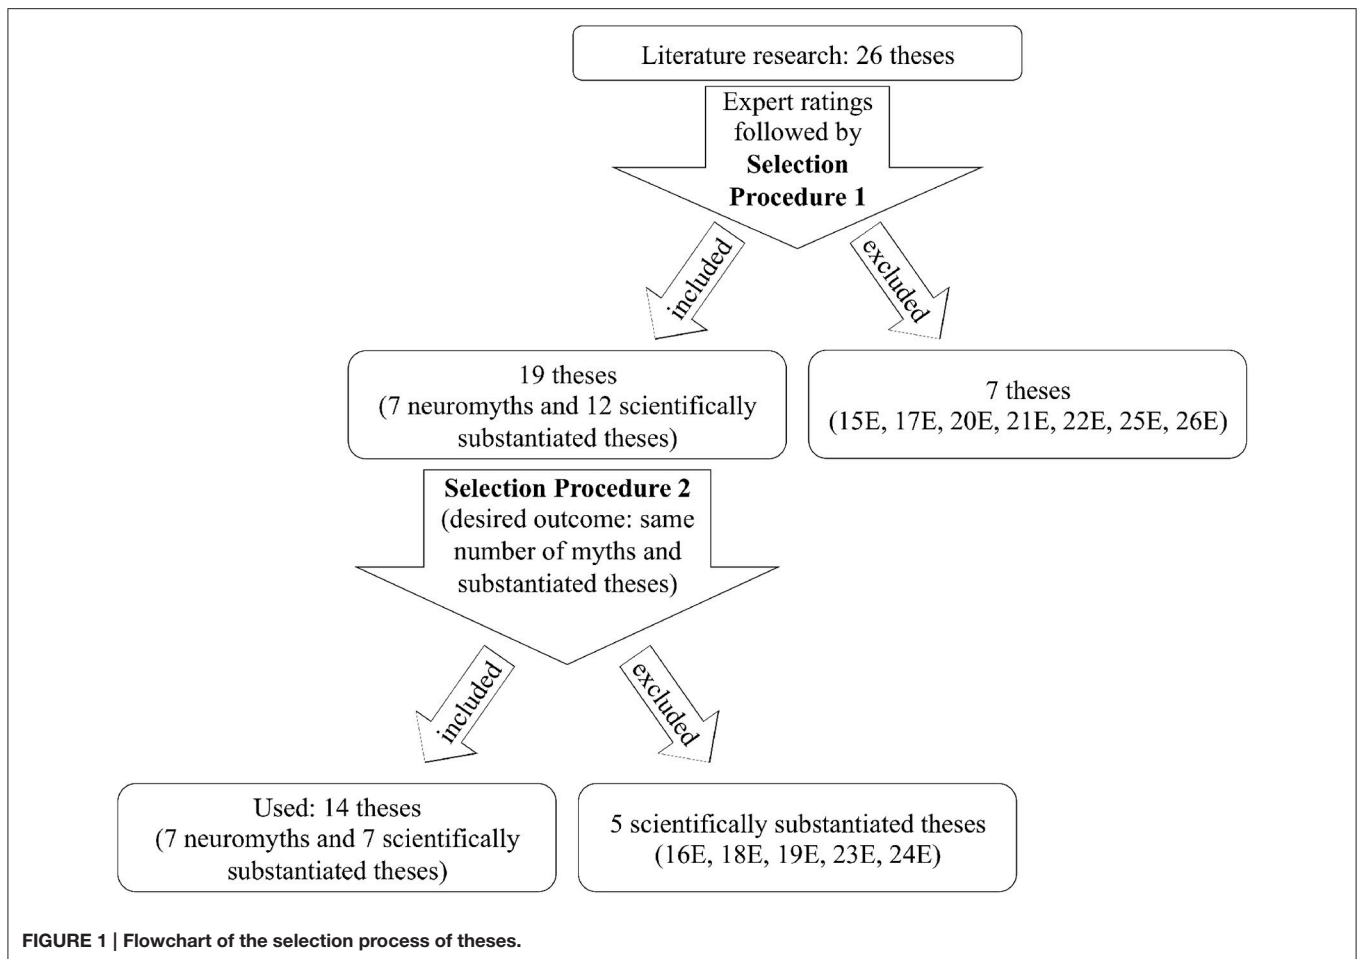 Literature research: 26 theses
Expert ratings
followed by
Selection
Procedure 1
included
excluded
19 theses
(7 neuromyths and 12 scientifically
substantiated theses)
7 theses
(15E, 17E, 20E, 21E, 22E, 25E, 26E)
Selection Procedure 2
(desired outcome: same
number of myths and
substantiated theses)
included
excluded
Used: 14 theses
(7 neuromyths and 7 scientifically
substantiated theses)
5 scientifically substantiated theses
(16E, 18E, 19E, 23E, 24E)
FIGURE 1 | Flowchart of the selection process of theses.